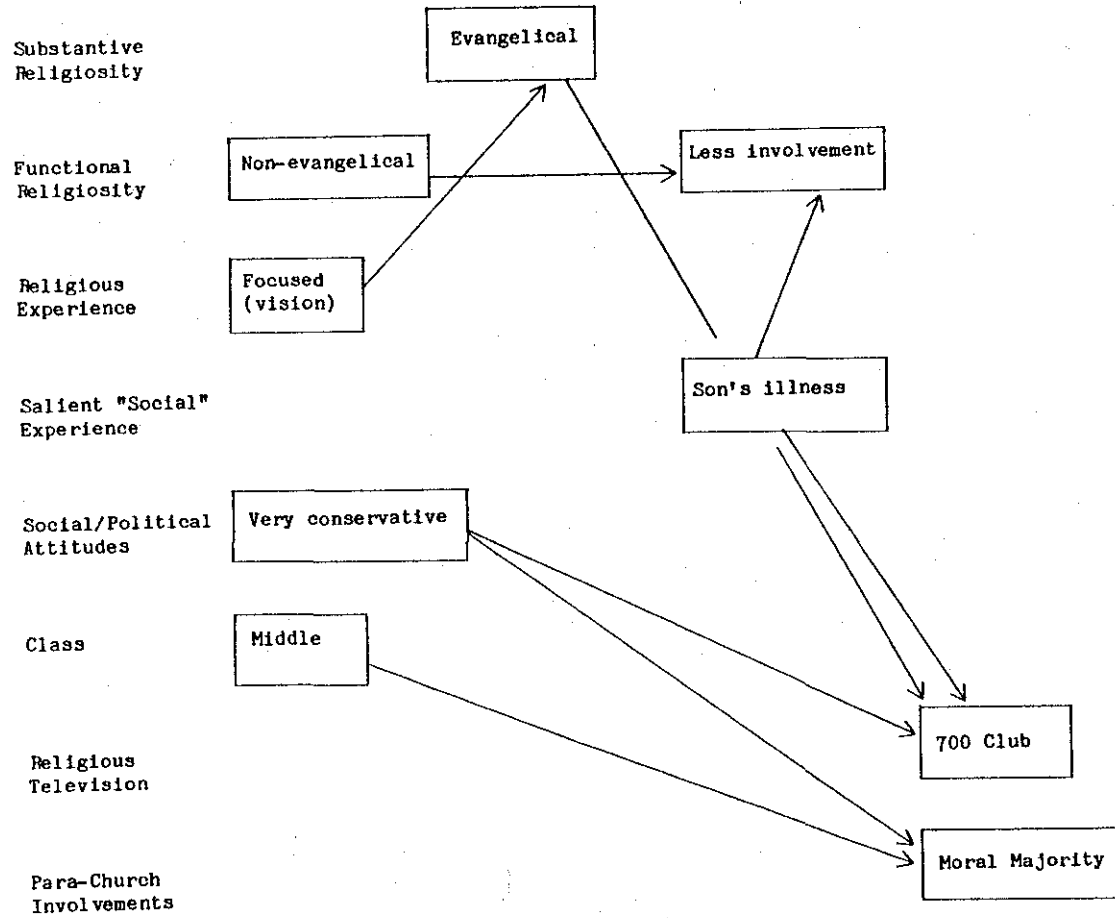 Substantive
Religiosity
Evangelical
Functional
Religiosity
Non-evangelical
Less involvement
Religious
Experience
Focused
(vision)
Salient "Social"
Experience
Son's illness
Social/Political
Attitudes
Very conservative
Class
Middle
Religious
Television
700 Club
Para-Church
Involvements
Moral Majority